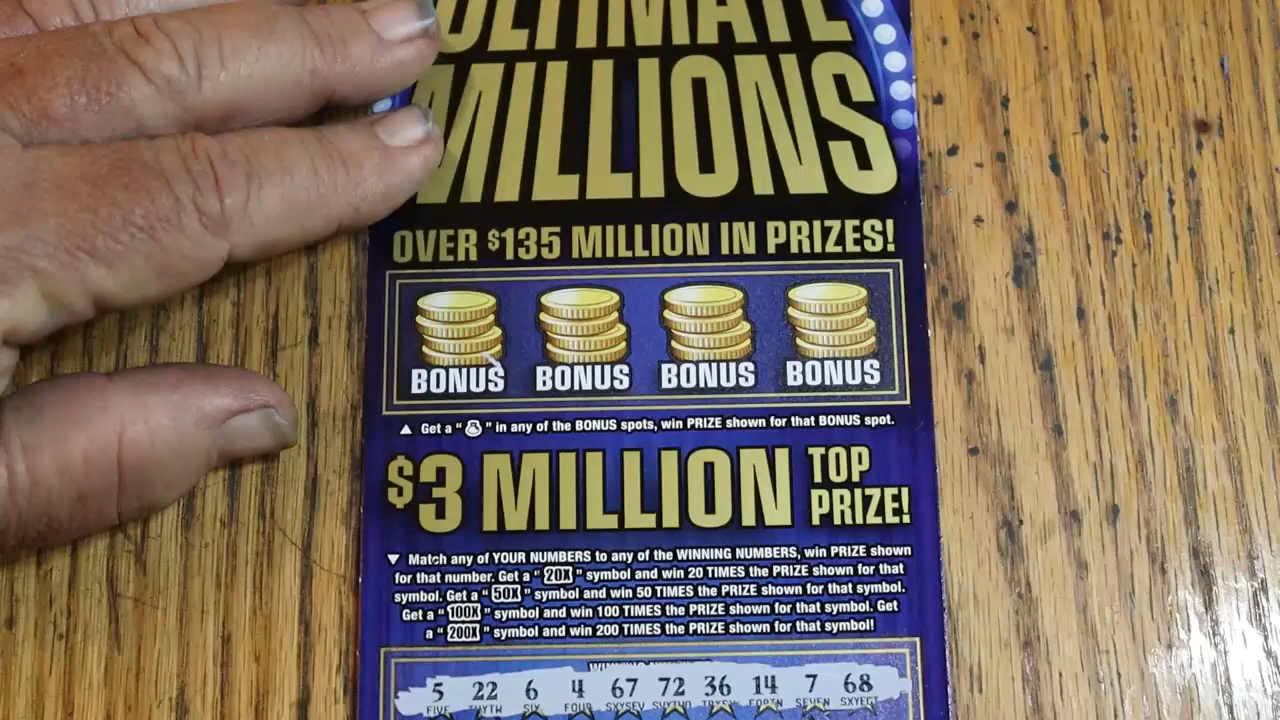 ULTIMATE
MILLIONS
OVER $135 MILLION IN PRIZES!
BONUS BONUS BONUS BONUS
▲ Get a " " in any of the BONUS spots, win PRIZE shown for that BONUS spot.
$3 MILLION TOP PRIZE!
▼ Match any of YOUR NUMBERS to any of the WINNING NUMBERS, win PRIZE shown
for that number. Get a "20X" symbol and win 20 TIMES the PRIZE shown for that
symbol. Get a "50X" symbol and win 50 TIMES the PRIZE shown for that symbol.
Get a "100X" symbol and win 100 TIMES the PRIZE shown for that symbol. Get
a "200X" symbol and win 200 TIMES the PRIZE shown for that symbol!
5 22 6 4 67 72 36 14 7 68
FIVE TWYTW SIX FOUR SXYSEV SVYTWO TRYSIX FORTN SEVEN SXYEGT